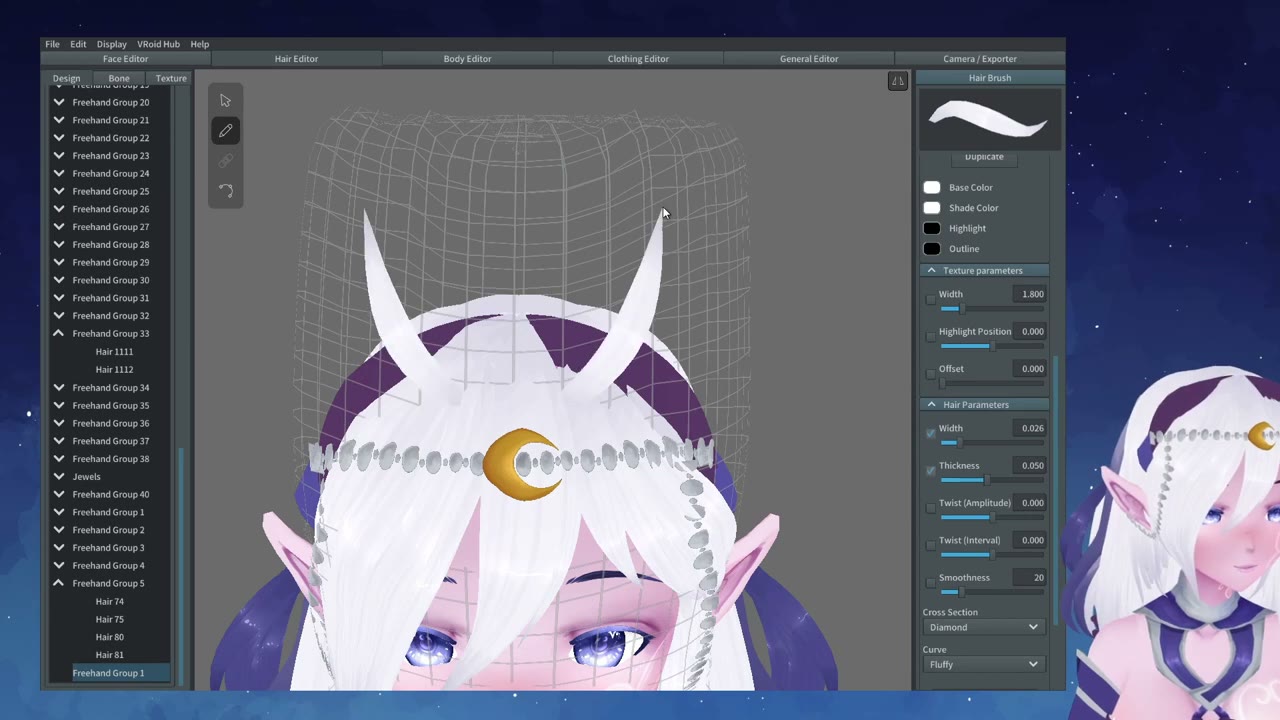 File Edit Display VRoid Hub Help
Face Editor Hair Editor Body Editor Clothing Editor General Editor Camera / Exporter
Design Bone Texture
Hair Brush
Freehand Group 19
Freehand Group 20
Freehand Group 21
Freehand Group 22
Freehand Group 23
Freehand Group 24
Freehand Group 25
Freehand Group 26
Freehand Group 27
Freehand Group 28
Freehand Group 29
Freehand Group 30
Freehand Group 31
Freehand Group 32
Freehand Group 33
Hair 1111
Hair 1112
Freehand Group 34
Freehand Group 35
Freehand Group 36
Freehand Group 37
Freehand Group 38
Jewels
Freehand Group 40
Freehand Group 1
Freehand Group 2
Freehand Group 3
Freehand Group 4
Freehand Group 5
Hair 74
Hair 75
Hair 80
Hair 81
Freehand Group 1
Duplicate
Base Color
Shade Color
Highlight
Outline
Texture parameters
Width 1.800
Highlight Position 0.000
Offset 0.000
Hair Parameters
Width 0.026
Thickness 0.050
Twist (Amplitude) 0.000
Twist (Interval) 0.000
Smoothness 20
Cross Section
Diamond
Curve
Fluffy